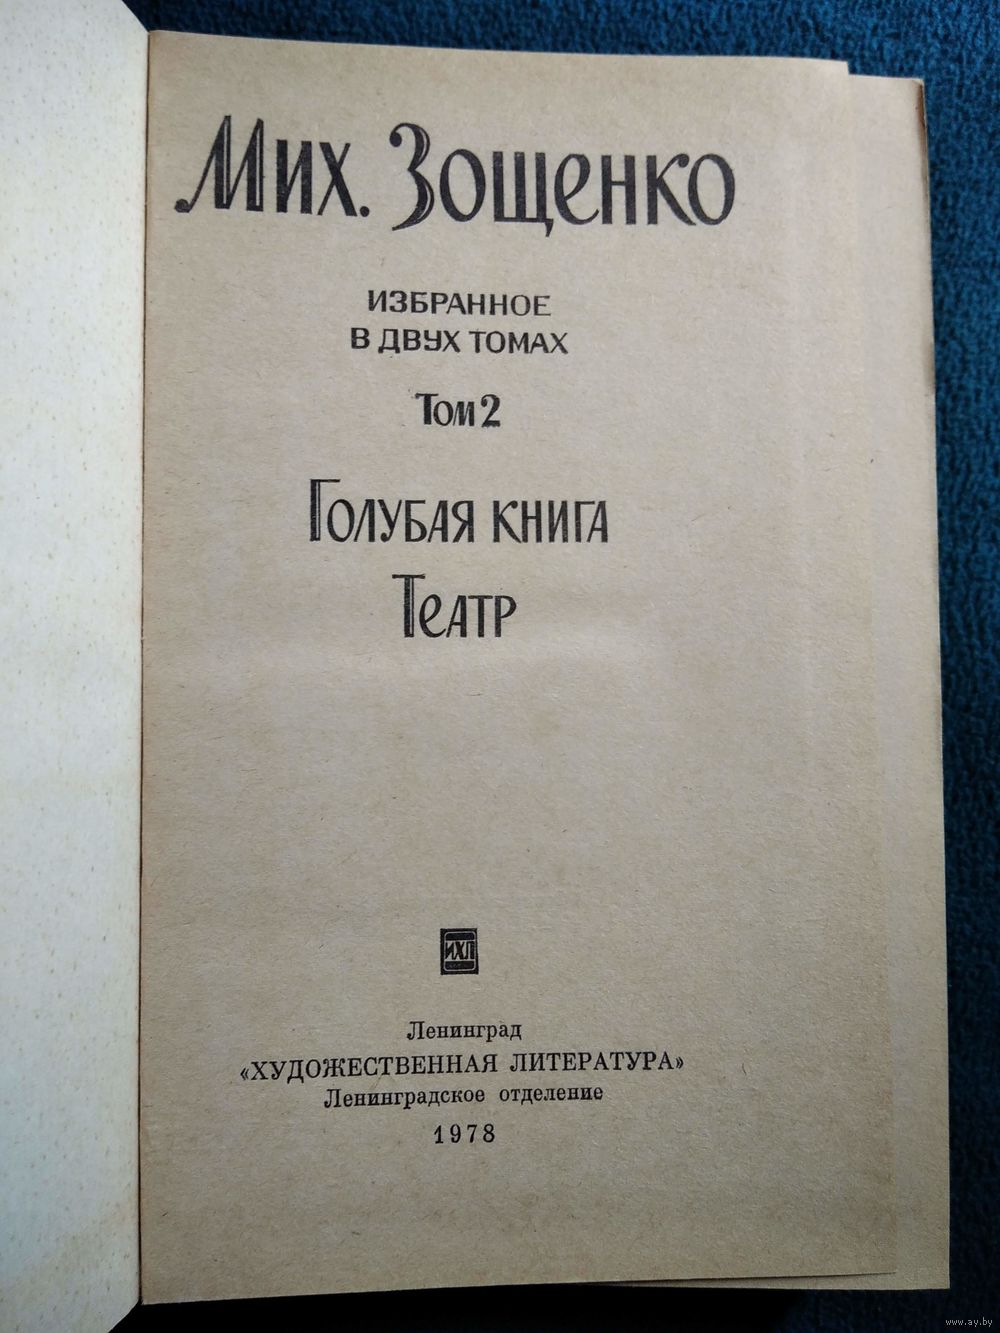 Мих. Зощенко
ИЗБРАННОЕ
В ДВУХ ТОМАХ
Том 2
Голубая книга
Театр
ИХЛ
Ленинград
«ХУДОЖЕСТВЕННАЯ ЛИТЕРАТУРА»
Ленинградское отделение
1978
www.ay.by